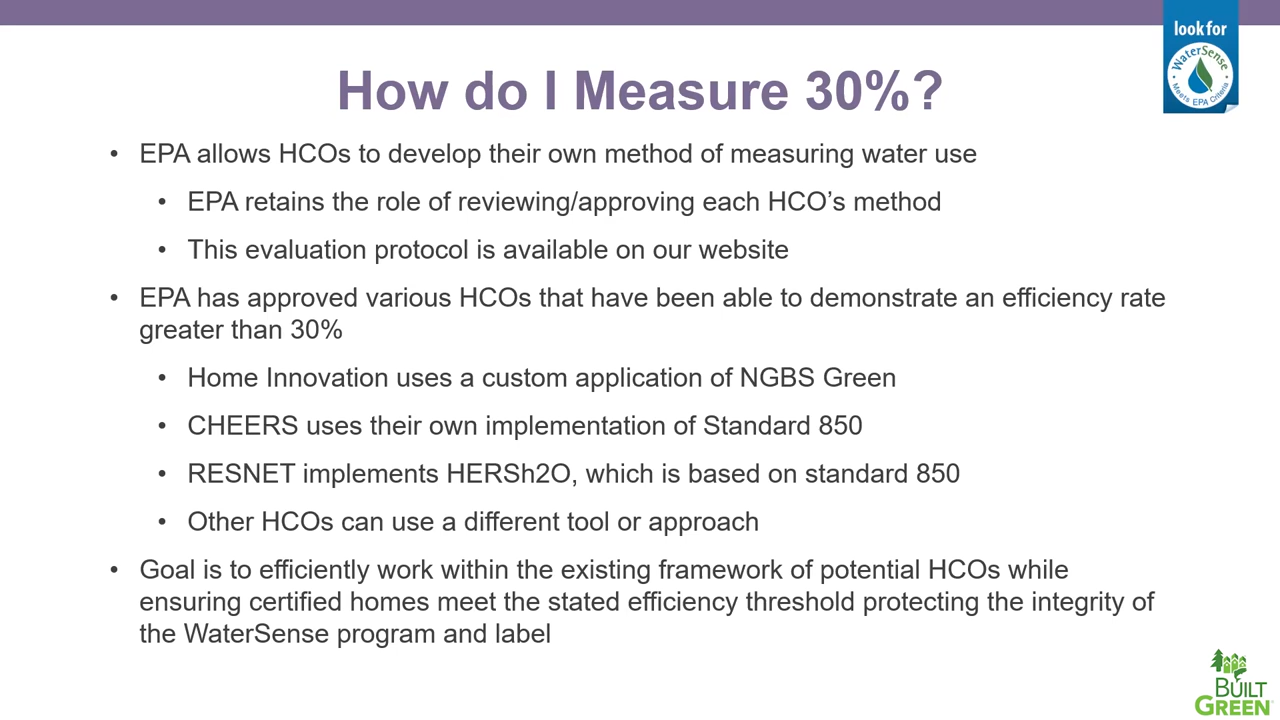 look for
WaterSense
Meets EPA Criteria
How do I Measure 30%?
• EPA allows HCOs to develop their own method of measuring water use
• EPA retains the role of reviewing/approving each HCO’s method
• This evaluation protocol is available on our website
• EPA has approved various HCOs that have been able to demonstrate an efficiency rate
greater than 30%
• Home Innovation uses a custom application of NGBS Green
• CHEERS uses their own implementation of Standard 850
• RESNET implements HERSh2O, which is based on standard 850
• Other HCOs can use a different tool or approach
• Goal is to efficiently work within the existing framework of potential HCOs while
ensuring certified homes meet the stated efficiency threshold protecting the integrity of
the WaterSense program and label
BUILT
GREEN